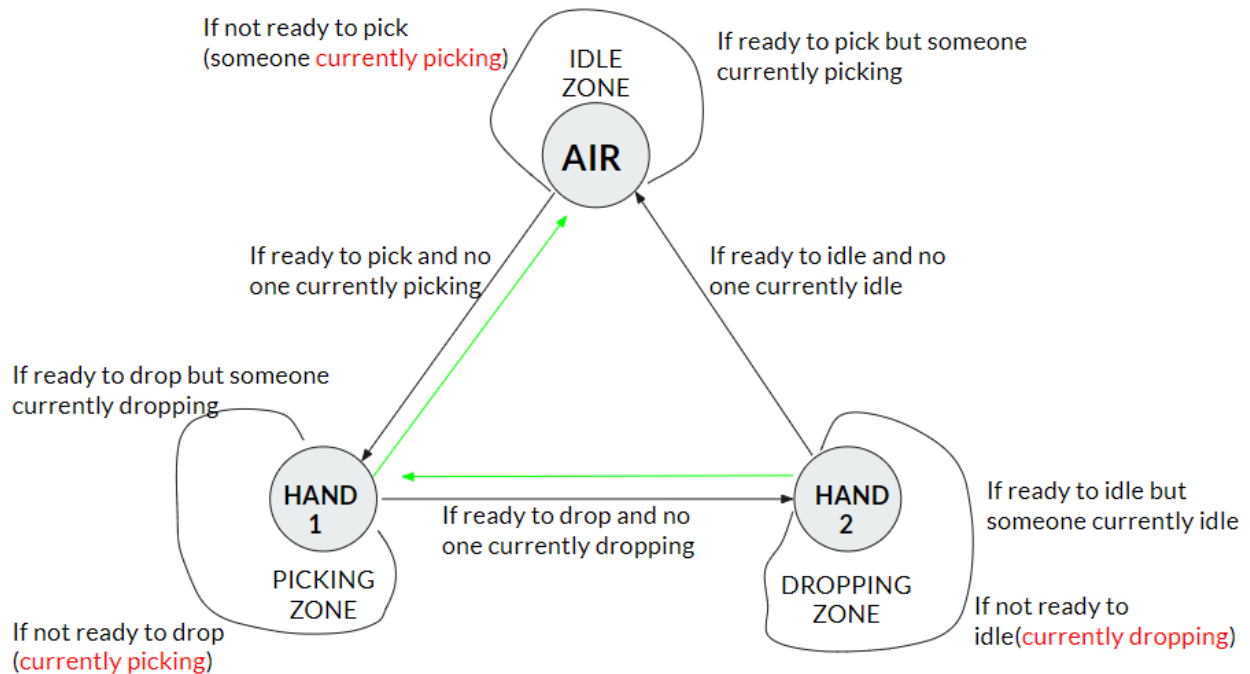 If not ready to pick
(someone currently picking)
IDLE
ZONE
If ready to pick but someone
currently picking
AIR
If ready to pick and no
one currently picking
If ready to idle and no
one currently idle
If ready to drop but someone
currently dropping
HAND
1
If ready to drop and no
one currently dropping
HAND
2
If ready to idle but
someone currently idle
PICKING
ZONE
DROPPING
ZONE
If not ready to drop
(currently picking)
If not ready to
idle(currently dropping)